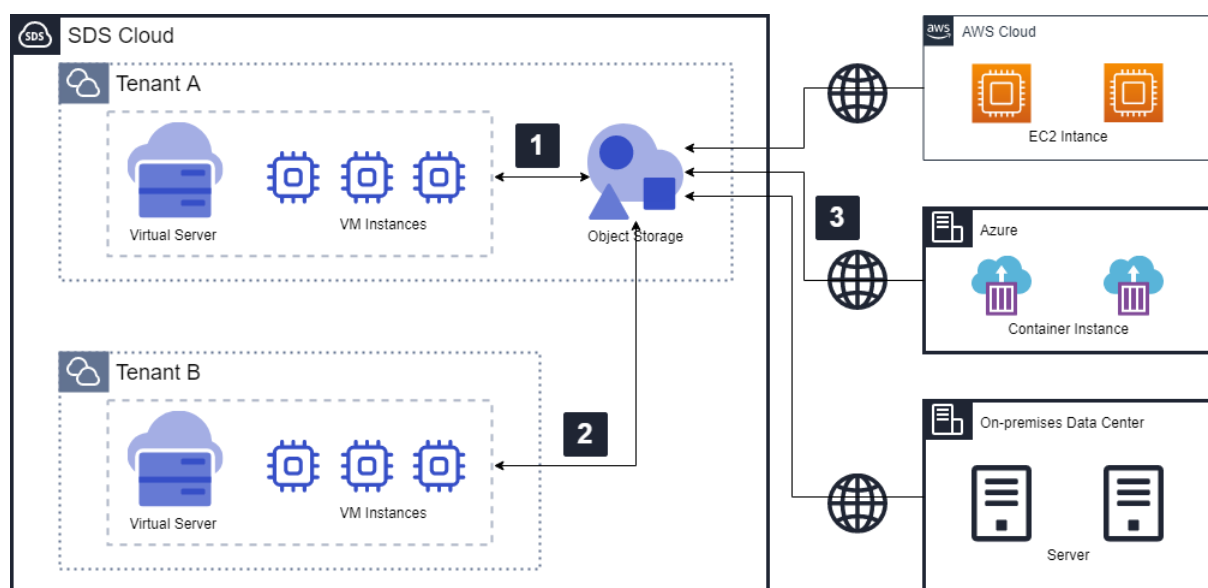 SDS
SDS Cloud
Tenant A
Virtual Server
VM Instances
1
Object Storage
Tenant B
Virtual Server
VM Instances
2
3
aws
AWS Cloud
EC2 Intance
Azure
Container Instance
On-premises Data Center
Server